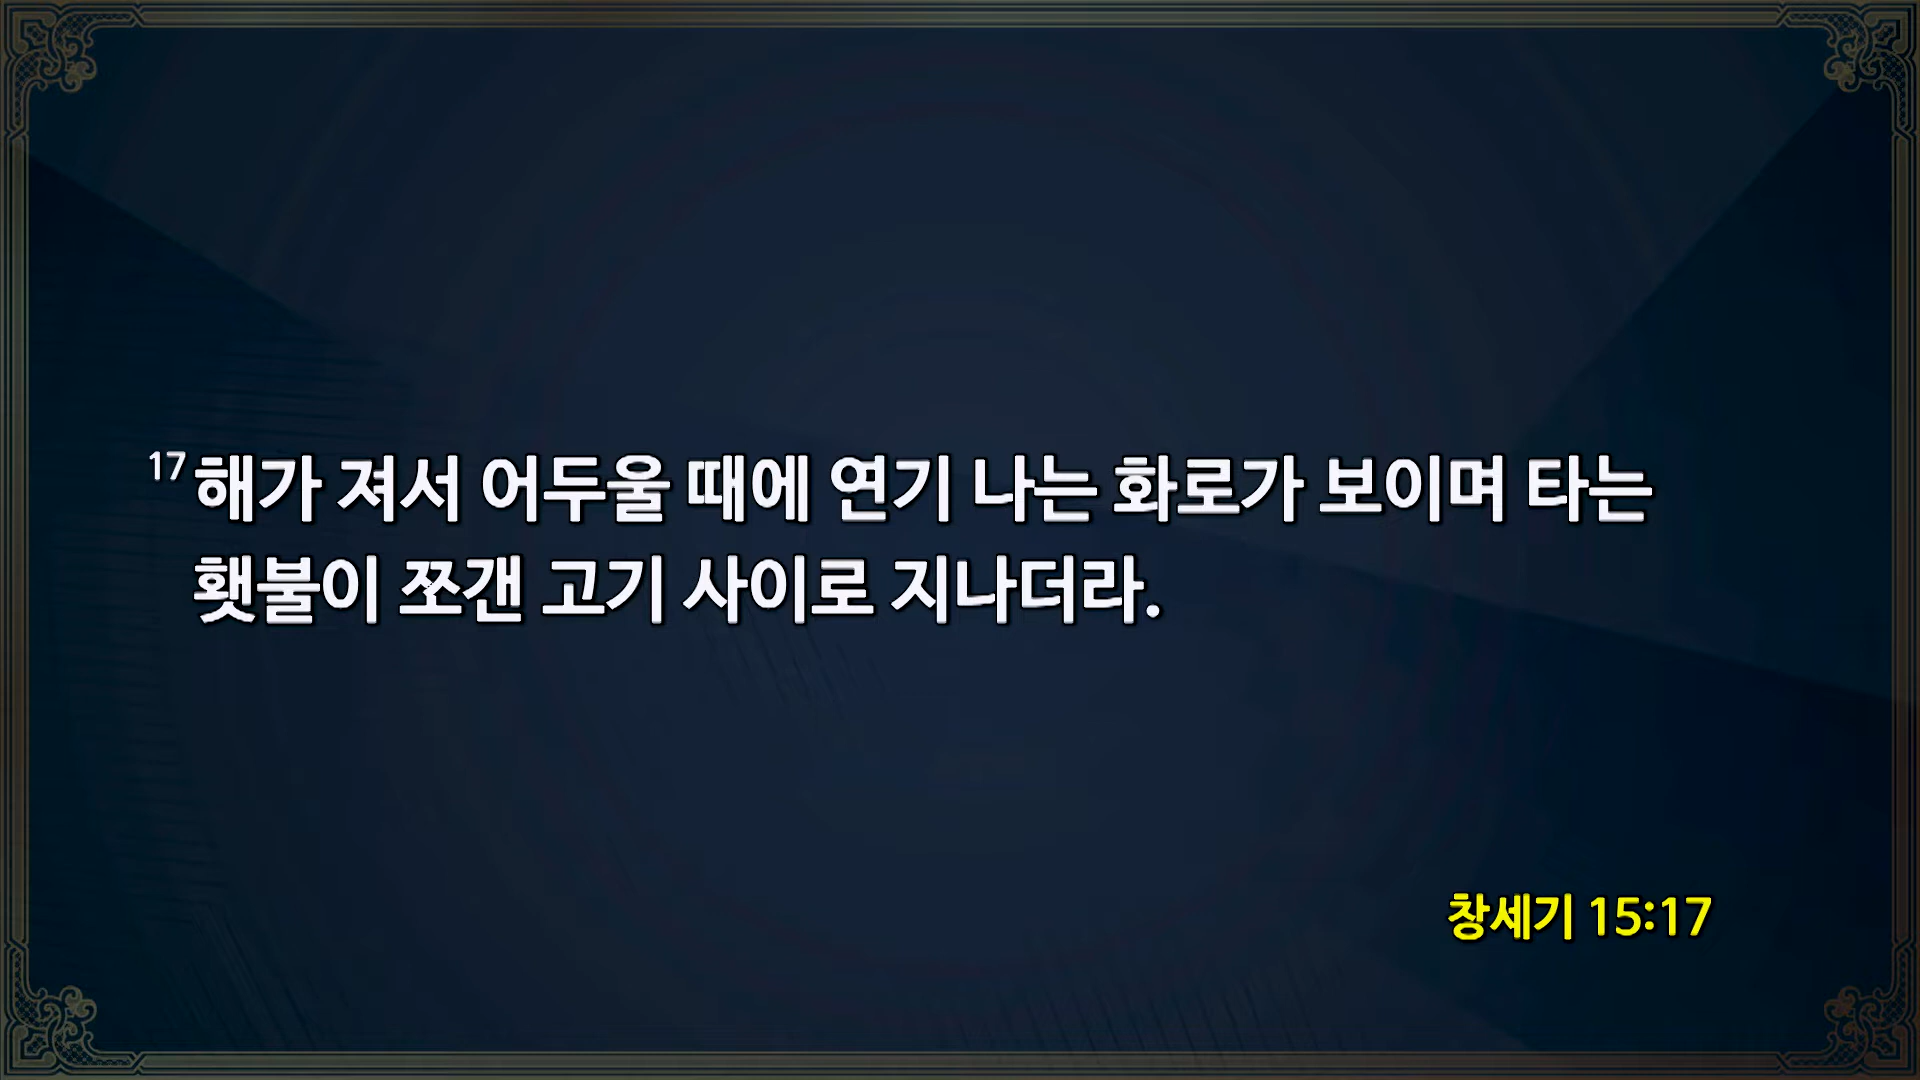 17 해가 져서 어두울 때에 연기 나는 화로가 보이며 타는
횃불이 쪼갠 고기 사이로 지나더라.
창세기 15:17